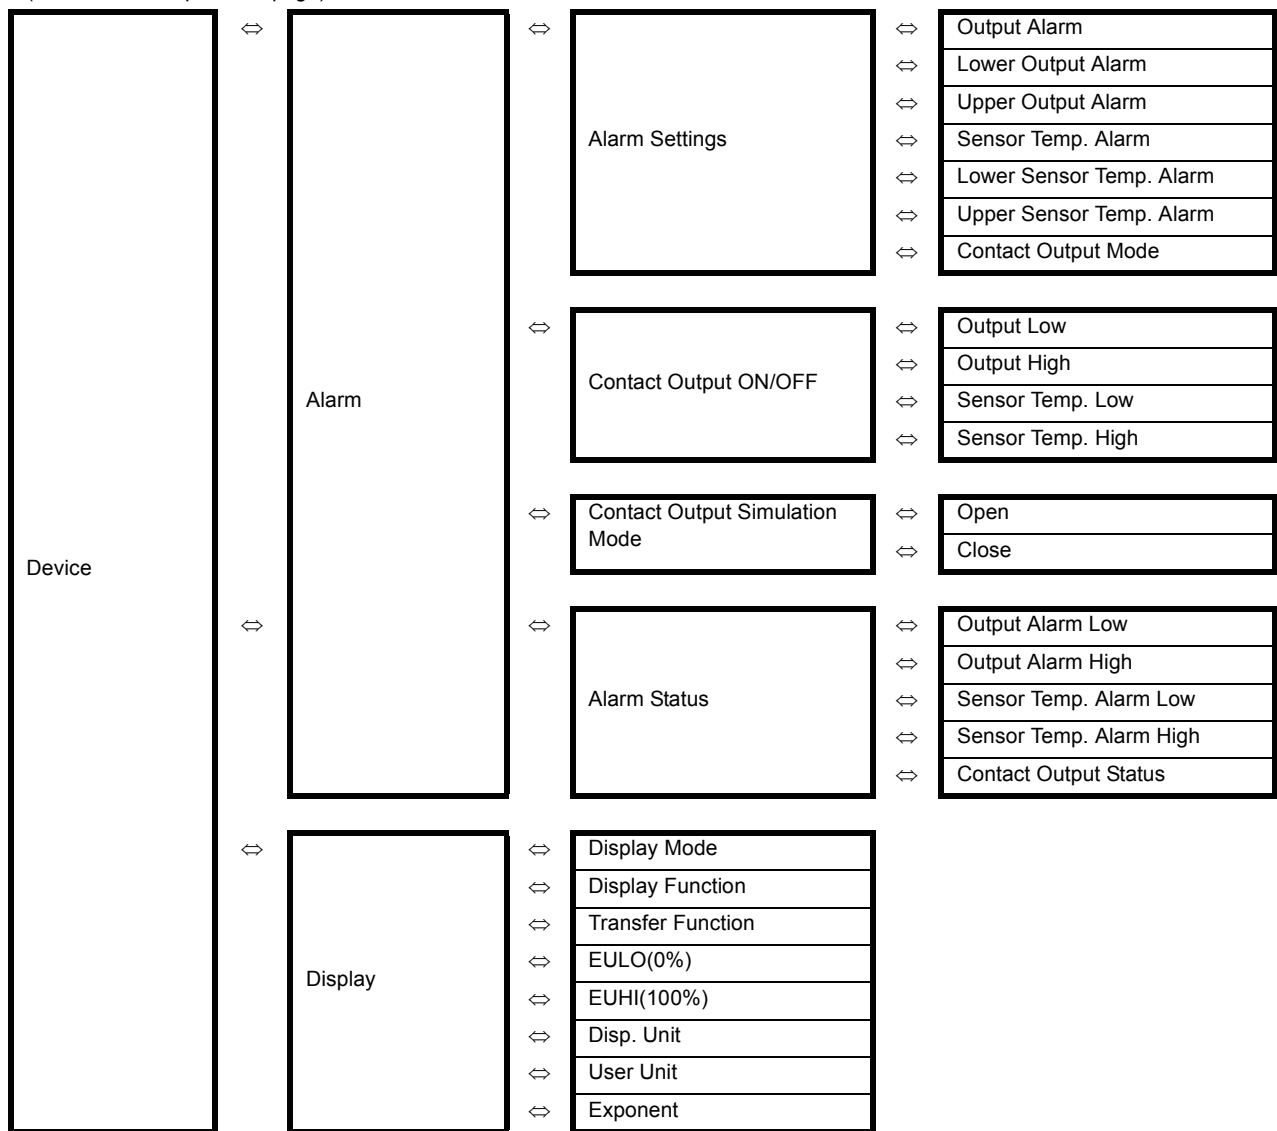 Device
Alarm
Alarm Settings
⇔ Output Alarm
⇔ Lower Output Alarm
⇔ Upper Output Alarm
⇔ Sensor Temp. Alarm
⇔ Lower Sensor Temp. Alarm
⇔ Upper Sensor Temp. Alarm
⇔ Contact Output Mode
Contact Output ON/OFF
⇔ Output Low
⇔ Output High
⇔ Sensor Temp. Low
⇔ Sensor Temp. High
Contact Output Simulation
Mode
⇔ Open
⇔ Close
Alarm Status
⇔ Output Alarm Low
⇔ Output Alarm High
⇔ Sensor Temp. Alarm Low
⇔ Sensor Temp. Alarm High
⇔ Contact Output Status
Display
⇔ Display Mode
⇔ Display Function
⇔ Transfer Function
⇔ EULO(0%)
⇔ EUHI(100%)
⇔ Disp. Unit
⇔ User Unit
⇔ Exponent